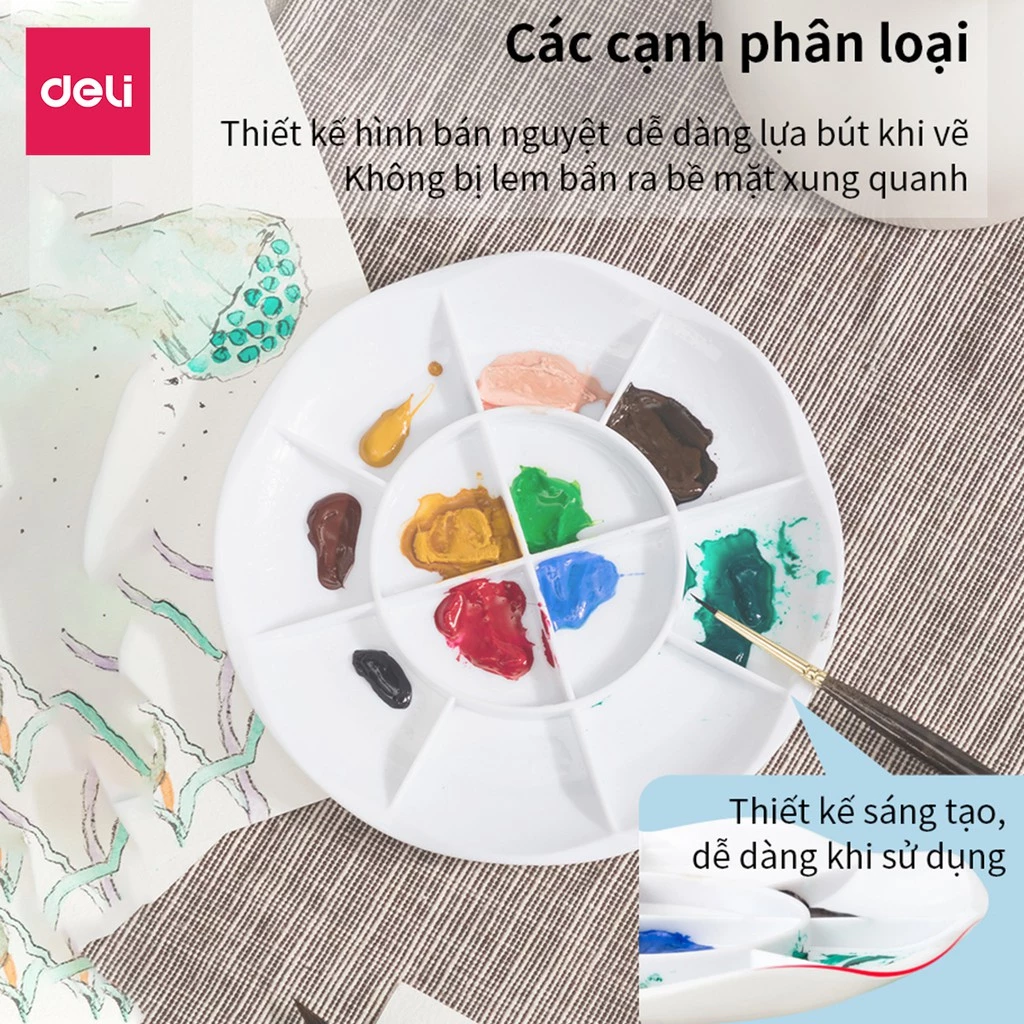 deli
Các cạnh phân loại
Thiết kế hình bán nguyệt dễ dàng lựa bút khi vẽ
Không bị lem bẩn ra bề mặt xung quanh
Thiết kế sáng tạo,
dễ dàng khi sử dụng